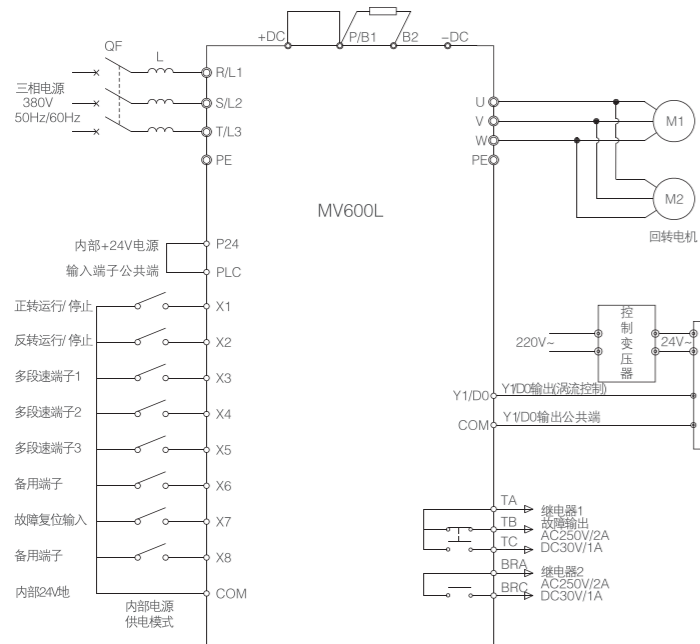 +DC
P/B1
B2
−DC
QF
L
三相电源
380V
50Hz/60Hz
R/L1
S/L2
T/L3
PE
U
V
W
PE
M1
M2
回转电机
MV600L
内部+24V电源
P24
输入端子公共端
PLC
正转运行/ 停止
X1
反转运行/ 停止
X2
多段速端子1
X3
多段速端子2
X4
多段速端子3
X5
备用端子
X6
故障复位输入
X7
备用端子
X8
内部24V地
COM
内部电源
供电模式
220V~
控制变压器
24V~
Y1/D0
Y1/D0输出(涡流控制)
COM
Y1/D0输出公共端
TA
TB
TC
继电器1
故障输出
AC250V/2A
DC30V/1A
BRA
BRC
继电器2
AC250V/2A
DC30V/1A